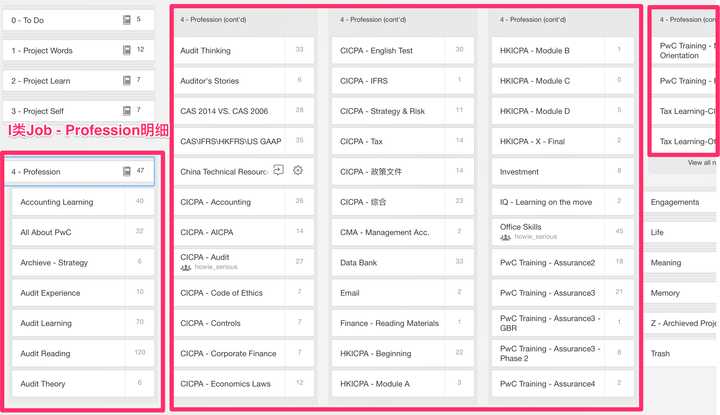 0 - To Do 5
1 - Project Words 12
2 - Project Learn 7
3 - Project Self 7
I类Job - Profession明细
4 - Profession 47
Accounting Learning 40
All About PwC 22
Archieve - Strategy 6
Audit Experience 10
Audit Learning 70
Audit Reading 120
Audit Theory 6
4 - Profession (cont'd)
Audit Thinking 33
Auditor's Stories 6
CAS 2014 VS. CAS 2006 28
CAS\IFRS\HKFRS\US GAAP 35
China Technical Resourc
CICPA - Accounting 26
CICPA - AICPA 14
CICPA - Audit 27
howie_serious
CICPA - Code of Ethics 7
CICPA - Controls 7
CICPA - Corporate Finance 7
CICPA - Economics Laws 12
4 - Profession (cont'd)
CICPA - English Test 30
CICPA - IFRS 1
CICPA - Strategy & Risk 11
CICPA - Tax 14
CICPA - 政策文件 14
CICPA - 综合 23
CMA - Management Acc. 2
Data Bank 33
Email 2
Finance - Reading Materials 1
HKICPA - Beginning 22
HKICPA - Module A 3
4 - Profession (cont'd)
HKICPA - Module B 1
HKICPA - Module C 0
HKICPA - Module D 5
HKICPA - X - Final 2
Investment 9
IQ - Learning on the move 2
Office Skills 45
howie_serious
PwC Training - Assurance2 18
PwC Training - Assurance3 21
PwC Training - Assurance3 - 1
GBR
PwC Training - Assurance3 - 8
Phase 2
PwC Training - Assurance4 2
4 - Profession (cont'd)
PwC Training -
Orientation
PwC Training -
Tax Learning-CI
Tax Learning-Ot
View all n
Engagements
Life
Meaning
Memory
Z - Archieved Proje
Trash